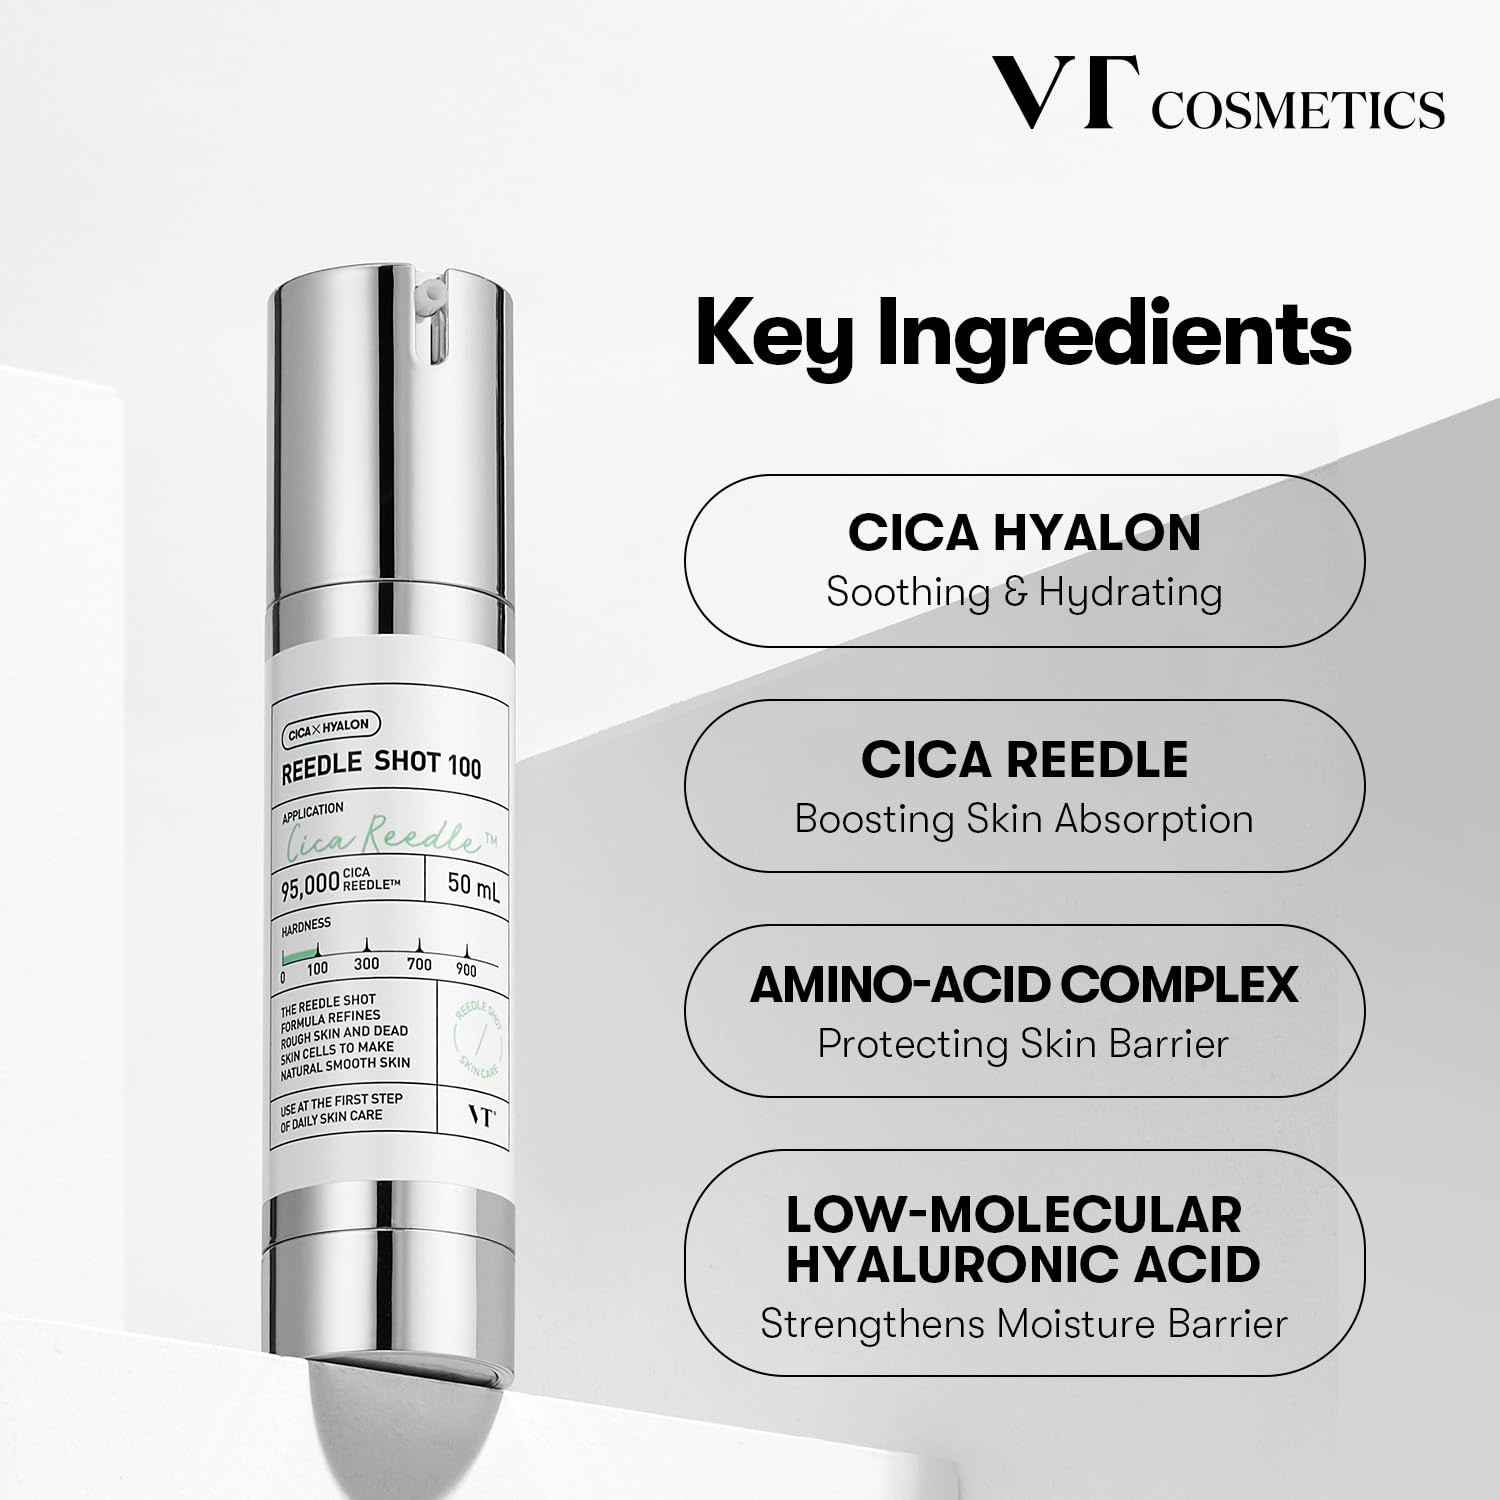 VT COSMETICS
Key Ingredients
CICA HYALON
Soothing & Hydrating
CICA REEDLE
Boosting Skin Absorption
AMINO-ACID COMPLEX
Protecting Skin Barrier
LOW-MOLECULAR
HYALURONIC ACID
Strengthens Moisture Barrier
CICA×HYALON
REEDLE SHOT 100
APPLICATION
Cica Reedle™
95,000 CICA
REEDLE™
50 mL
HARDNESS
0 100 300 700 900
THE REEDLE SHOT
FORMULA REFINES
ROUGH SKIN AND DEAD
SKIN CELLS TO MAKE
NATURAL SMOOTH SKIN
REEDLE SHOT
SKINCARE
USE AT THE FIRST STEP
OF DAILY SKIN CARE
VT